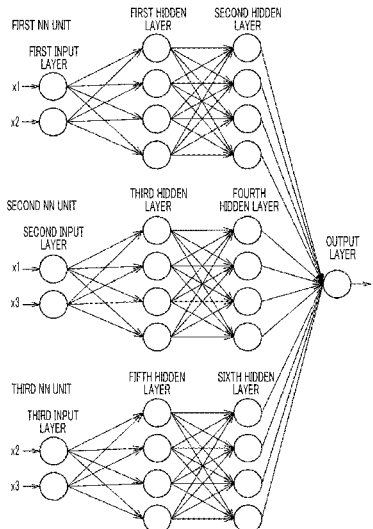 FIRST NN UNIT
FIRST INPUT
LAYER
FIRST HIDDEN
LAYER
SECOND HIDDEN
LAYER
x1
x2
SECOND NN UNIT
SECOND INPUT
LAYER
THIRD HIDDEN
LAYER
FOURTH
HIDDEN LAYER
x1
x3
OUTPUT
LAYER
THIRD NN UNIT
THIRD INPUT
LAYER
FIFTH HIDDEN
LAYER
SIXTH HIDDEN
LAYER
x2
x3